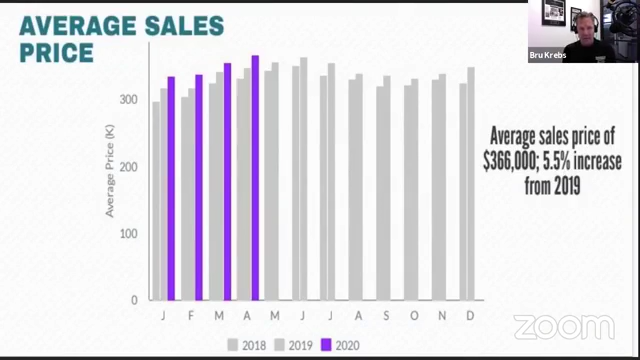 AVERAGE SALES
PRICE
Bru Krebs
Average Price (K)
300
200
100
0
J F M A M J J A S O N D
2018 2019 2020
Average sales price of
$366,000; 5.5% increase
from 2019
zoom